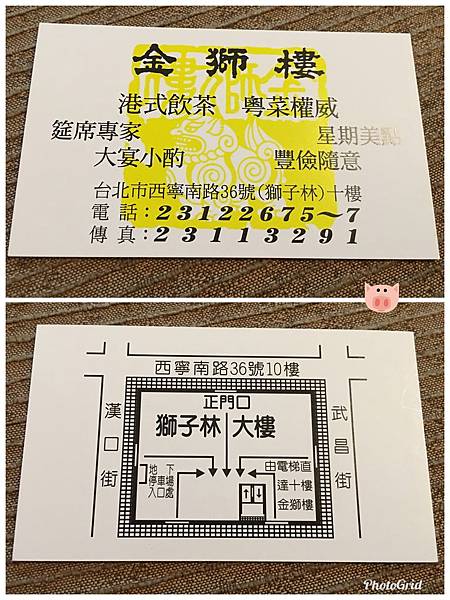 金獅樓
港式飲茶 粵菜權威
筵席專家 星期美點
大宴小酌 豐儉隨意
台北市西寧南路36號(獅子林)十樓
電話:23122675~7
傳真:23113291
西寧南路36號10樓
漢口街
武昌街
正門口
獅子林大樓
地下
停車場
入口處
由電梯直
達十樓
金獅樓
PhotoGrid